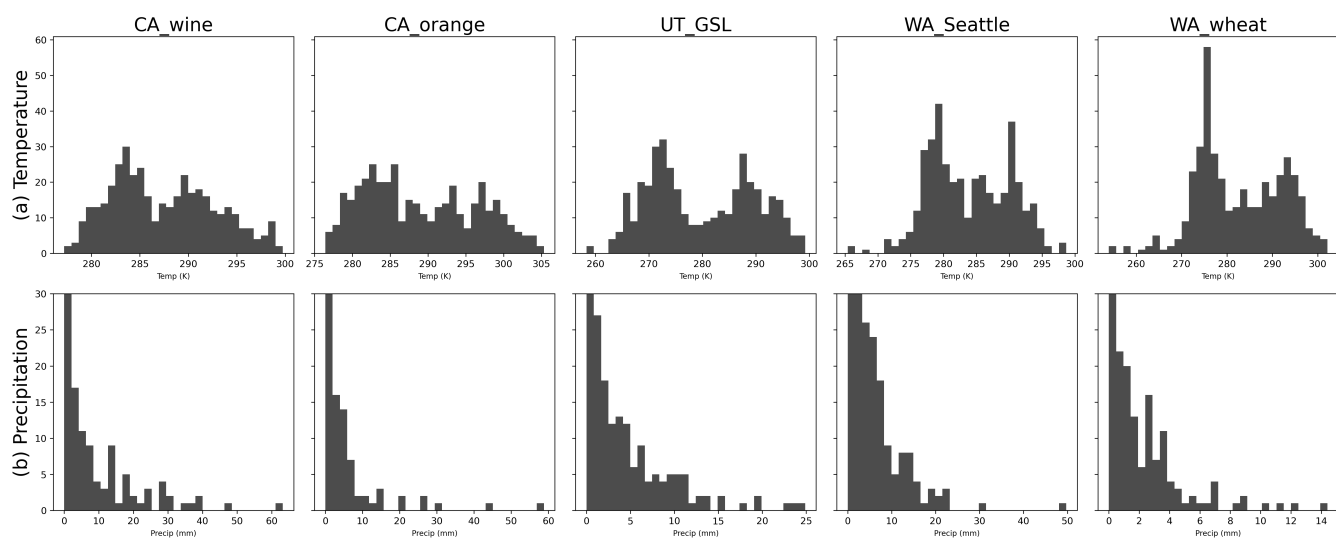 CA_wine CA_orange UT_GSL WA_Seattle WA_wheat
(a) Temperature
60
50
40
30
20
10
0
280 285 290 295 300
275 280 285 290 295 300 305
260 270 280 290 300
265 270 275 280 285 290 295 300
260 270 280 290 300
Temp (K) Temp (K) Temp (K) Temp (K) Temp (K)
(b) Precipitation
30
25
20
15
10
5
0
0 10 20 30 40 50 60
0 10 20 30 40 50 60
0 5 10 15 20 25
0 10 20 30 40 50
0 2 4 6 8 10 12 14
Precip (mm) Precip (mm) Precip (mm) Precip (mm) Precip (mm)